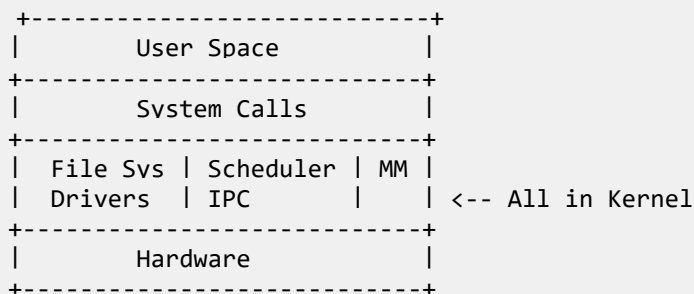 +-----------------------------+
|        User Space          |
+----------------------------+
|        System Calls        |
+----------------------------+
|  File Sys | Scheduler | MM |
|  Drivers  | IPC       |    | <-- All in Kernel
+----------------------------+
|        Hardware            |
+----------------------------+